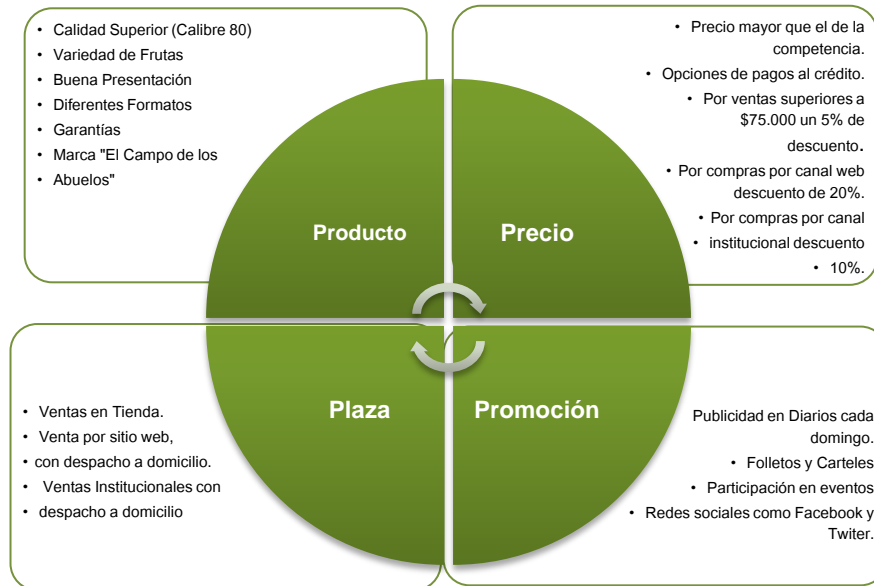 • Calidad Superior (Calibre 80)
• Variedad de Frutas
• Buena Presentación
• Diferentes Formatos
• Garantías
• Marca "El Campo de los
• Abuelos"
Producto
• Precio mayor que el de la
competencia.
• Opciones de pagos al crédito.
• Por ventas superiores a
$75.000 un 5% de
descuento.
• Por compras por canal web
descuento de 20%.
• Por compras por canal
• institucional descuento
• 10%.
Precio
• Ventas en Tienda.
• Venta por sitio web,
• con despacho a domicilio.
• Ventas Institucionales con
• despacho a domicilio
Plaza
Promoción
Publicidad en Diarios cada
domingo.
• Folletos y Carteles
• Participación en eventos
• Redes sociales como Facebook y
Twiter.